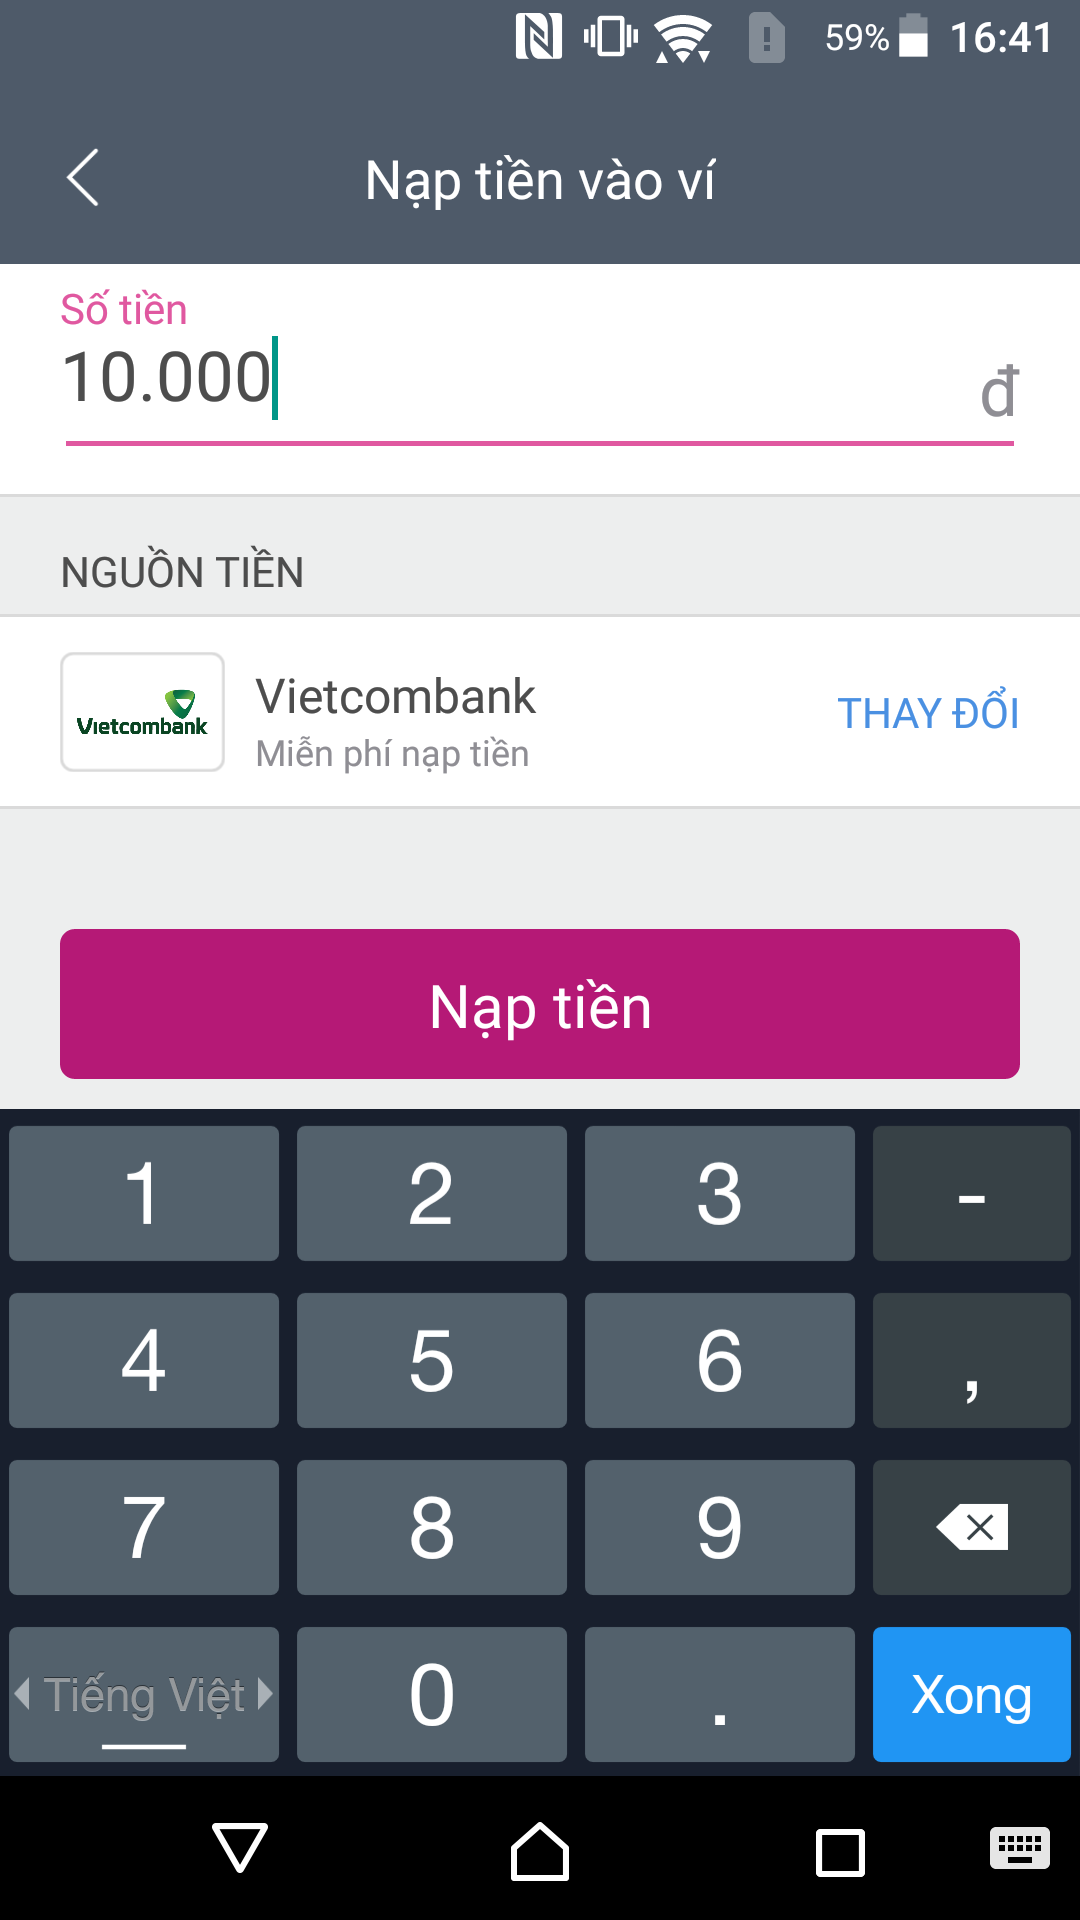 59% 16:41
Nạp tiền vào ví
Số tiền
10.000 đ
NGUỒN TIỀN
Vietcombank
Vietcombank
Miễn phí nạp tiền
THAY ĐỔI
Nạp tiền
1 2 3 -
4 5 6 ,
7 8 9
Tiếng Việt 0 . Xong